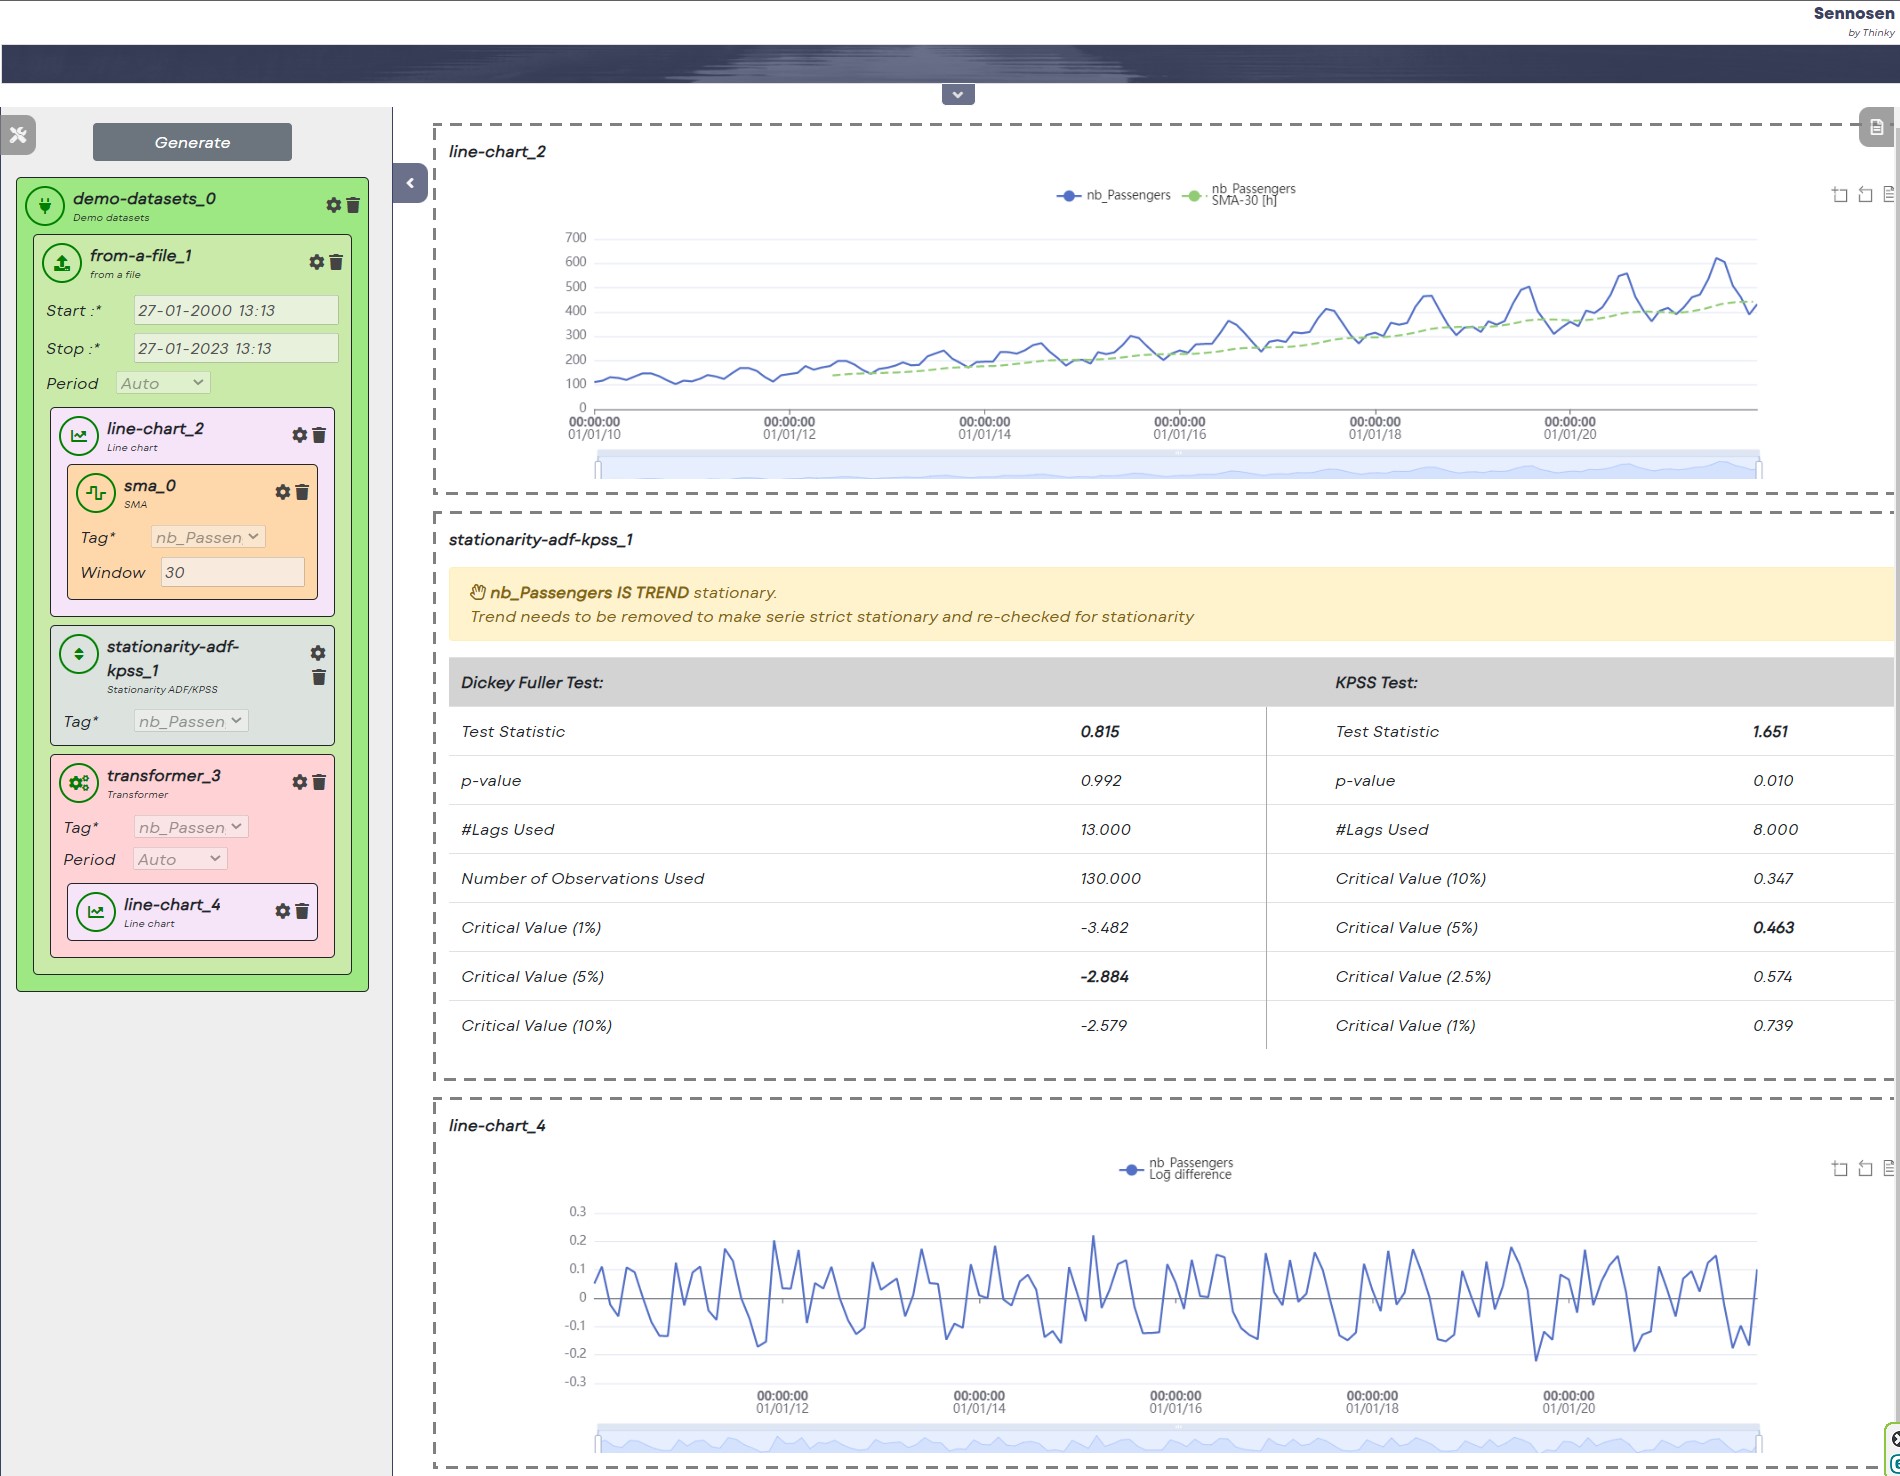 Sennosen
by Thinky
Generate
demo-datasets_0
Demo datasets
from-a-file_1
from a file
Start :* 27-01-2000 13:13
Stop :* 27-01-2023 13:13
Period Auto
line-chart_2
Line chart
sma_0
SMA
Tag* nb_Passen
Window 30
stationarity-adf-
kpss_1
Stationarity ADF/KPSS
Tag* nb_Passen
transformer_3
Transformer
Tag* nb_Passen
Period Auto
line-chart_4
Line chart
line-chart_2
nb_Passengers nb_Passengers
SMA-30 [h]
700
600
500
400
300
200
100
0
00:00:00 00:00:00 00:00:00 00:00:00 00:00:00 00:00:00
01/01/10 01/01/12 01/01/14 01/01/16 01/01/18 01/01/20
stationarity-adf-kpss_1
nb_Passengers IS TREND stationary.
Trend needs to be removed to make serie strict stationary and re-checked for stationarity
Dickey Fuller Test: KPSS Test:
Test Statistic 0.815 Test Statistic 1.651
p-value 0.992 p-value 0.010
#Lags Used 13.000 #Lags Used 8.000
Number of Observations Used 130.000 Critical Value (10%) 0.347
Critical Value (1%) -3.482 Critical Value (5%) 0.463
Critical Value (5%) -2.884 Critical Value (2.5%) 0.574
Critical Value (10%) -2.579 Critical Value (1%) 0.739
line-chart_4
nb_Passengers
Log difference
0.3
0.2
0.1
0
-0.1
-0.2
-0.3
00:00:00 00:00:00 00:00:00 00:00:00 00:00:00
01/01/12 01/01/14 01/01/16 01/01/18 01/01/20